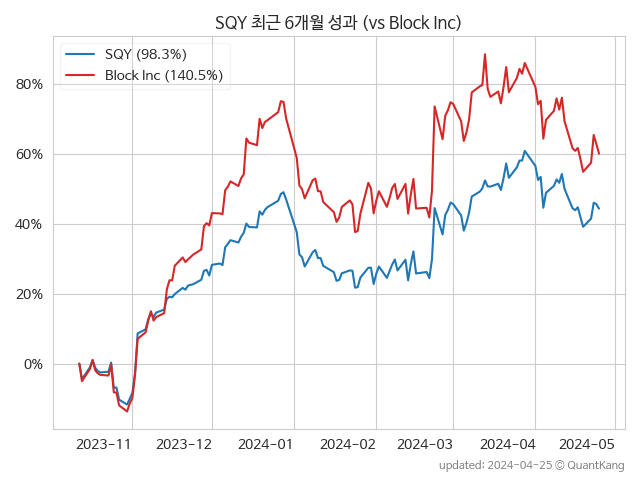 SQY 최근 6개월 성과 (vs Block Inc)
SQY (98.3%)
Block Inc (140.5%)
80%
60%
40%
20%
0%
2023-11 2023-12 2024-01 2024-02 2024-03 2024-04 2024-05
updated: 2024-04-25 © QuantKang